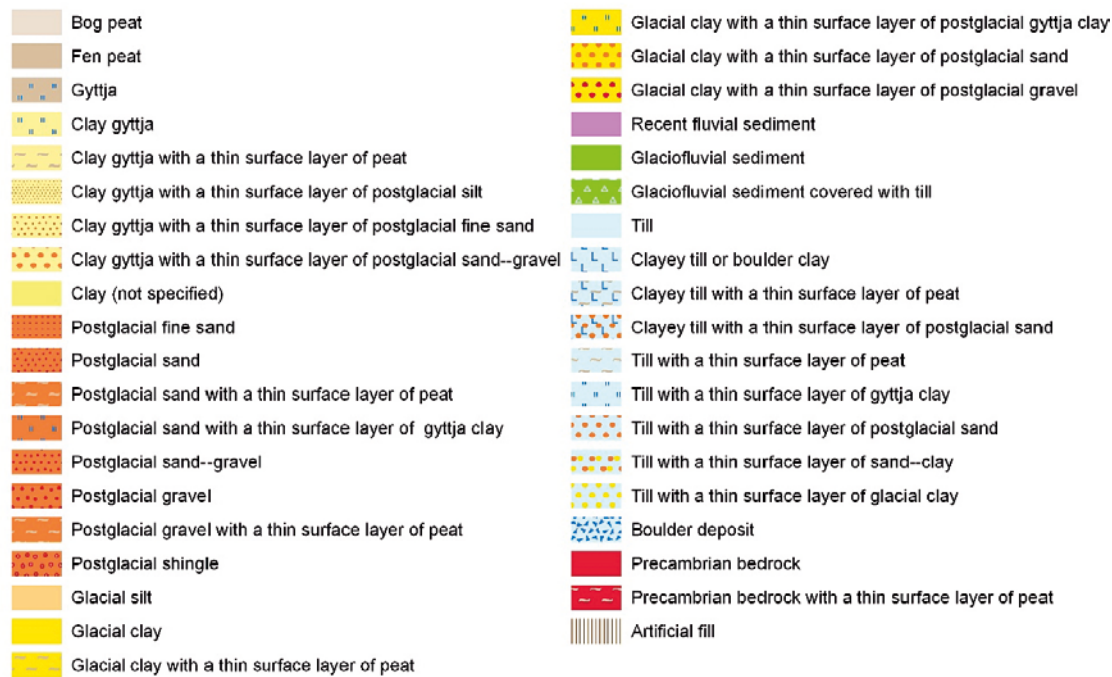 Bog peat
Fen peat
Gyttja
Clay gyttja
Clay gyttja with a thin surface layer of peat
Clay gyttja with a thin surface layer of postglacial silt
Clay gyttja with a thin surface layer of postglacial fine sand
Clay gyttja with a thin surface layer of postglacial sand--gravel
Clay (not specified)
Postglacial fine sand
Postglacial sand
Postglacial sand with a thin surface layer of peat
Postglacial sand with a thin surface layer of gyttja clay
Postglacial sand--gravel
Postglacial gravel
Postglacial gravel with a thin surface layer of peat
Postglacial shingle
Glacial silt
Glacial clay
Glacial clay with a thin surface layer of peat
Glacial clay with a thin surface layer of postglacial gyttja clay
Glacial clay with a thin surface layer of postglacial sand
Glacial clay with a thin surface layer of postglacial gravel
Recent fluvial sediment
Glaciofluvial sediment
Glaciofluvial sediment covered with till
Till
Clayey till or boulder clay
Clayey till with a thin surface layer of peat
Clayey till with a thin surface layer of postglacial sand
Till with a thin surface layer of peat
Till with a thin surface layer of gyttja clay
Till with a thin surface layer of postglacial sand
Till with a thin surface layer of sand--clay
Till with a thin surface layer of glacial clay
Boulder deposit
Precambrian bedrock
Precambrian bedrock with a thin surface layer of peat
Artificial fill